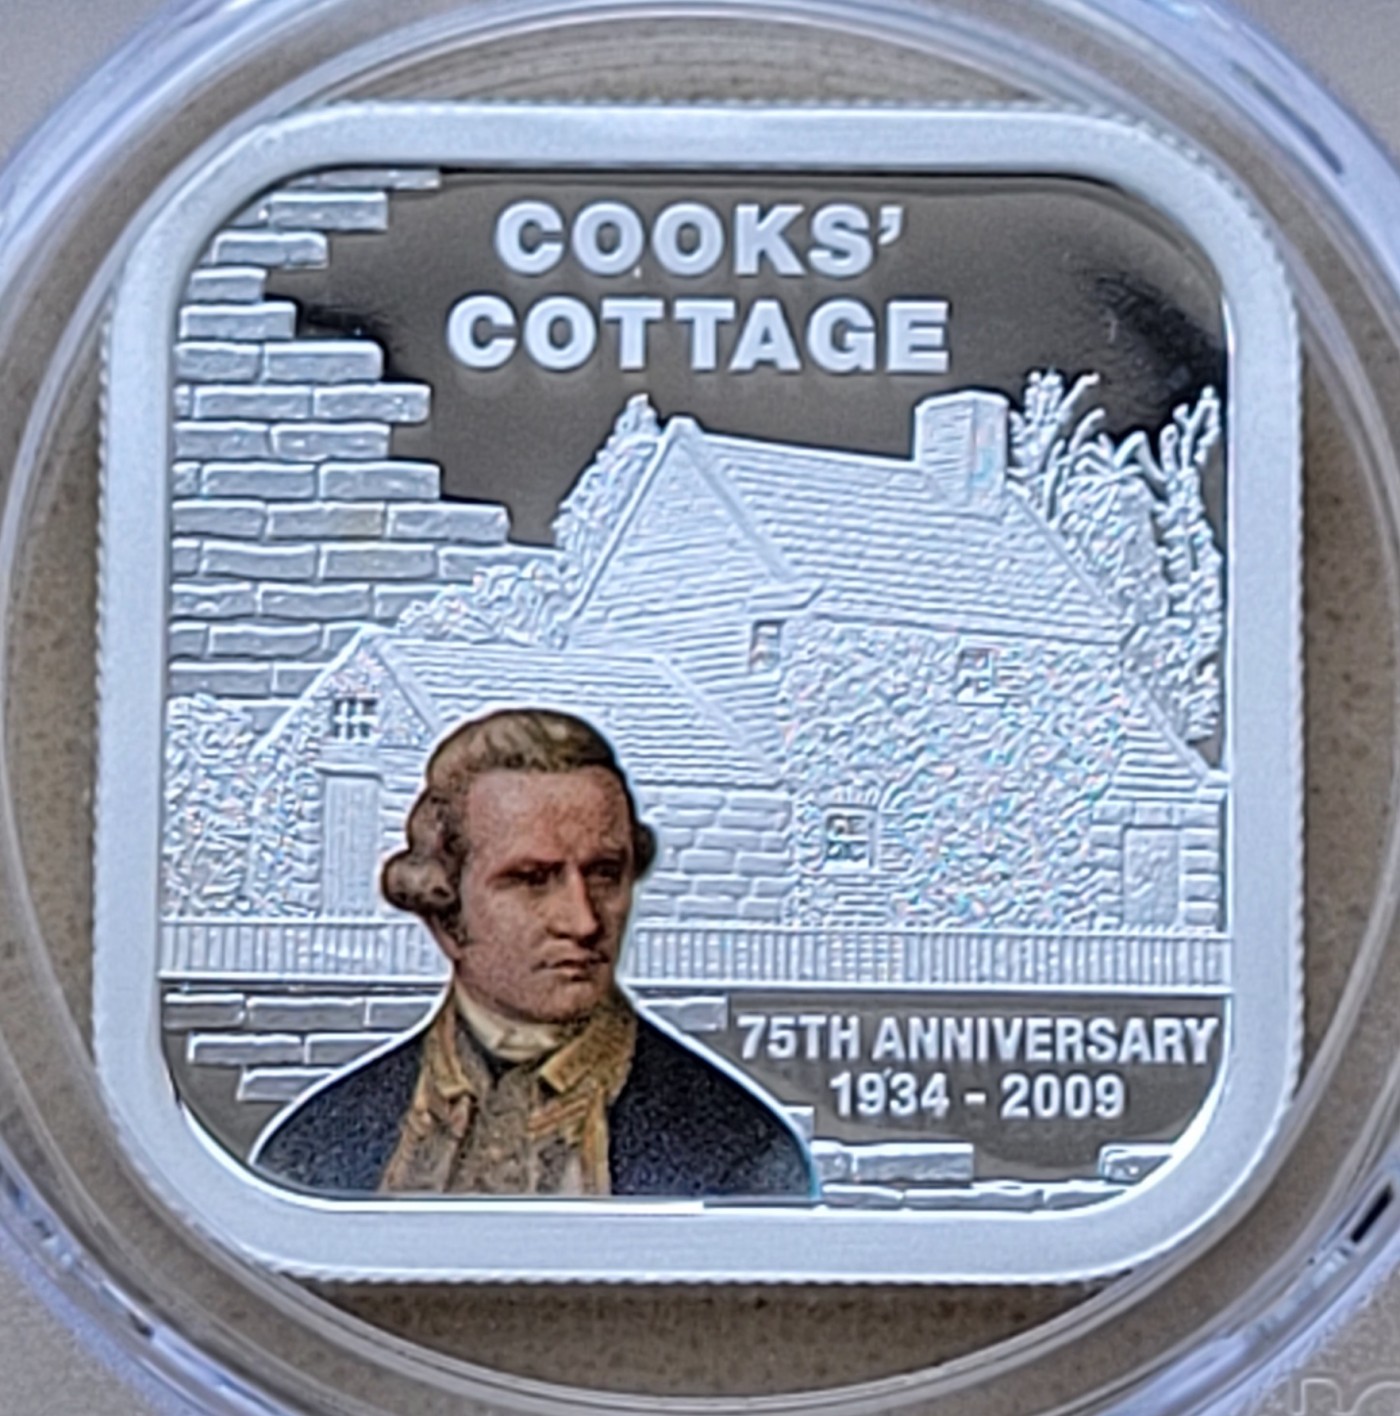 COOKS’
COTTAGE
75TH ANNIVERSARY
1934 - 2009